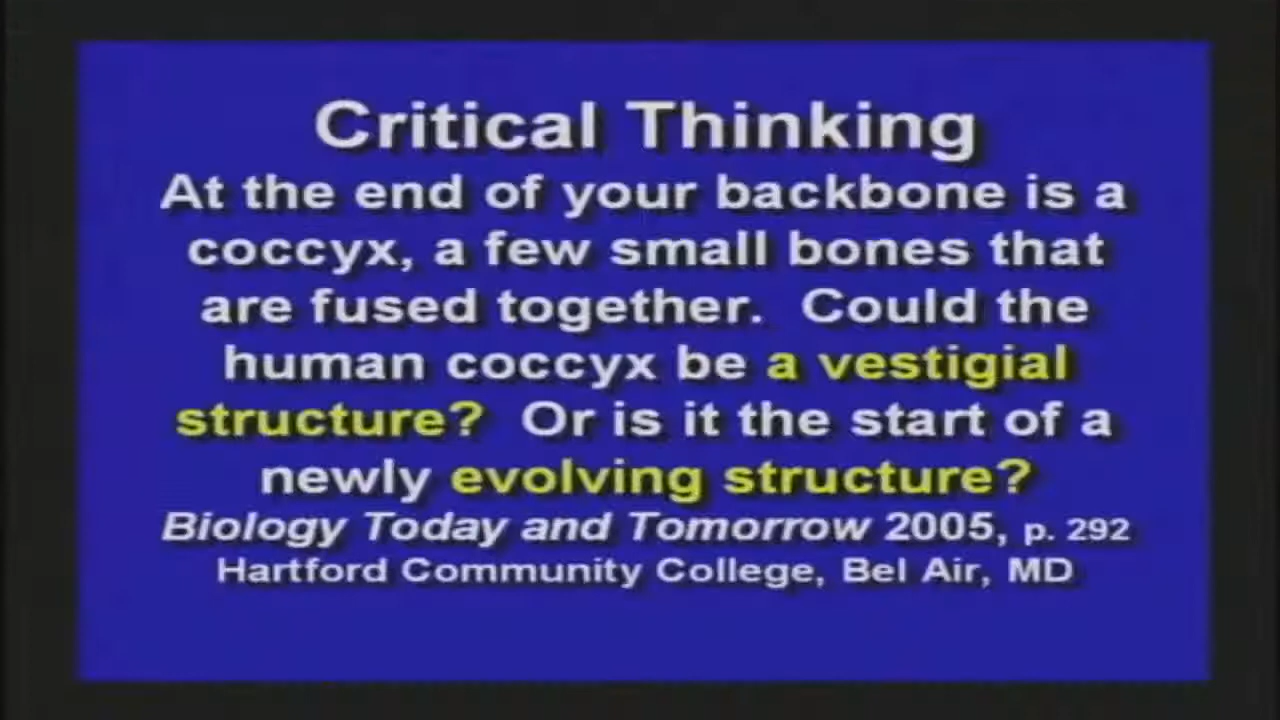 Critical Thinking
At the end of your backbone is a
coccyx, a few small bones that
are fused together. Could the
human coccyx be a vestigial
structure? Or is it the start of a
newly evolving structure?
Biology Today and Tomorrow 2005, p. 292
Hartford Community College, Bel Air, MD